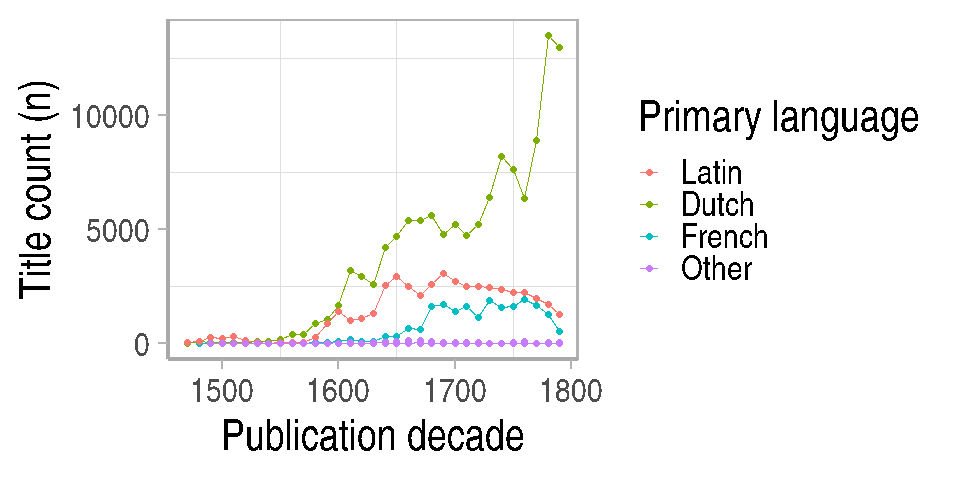 Title count (n)
10000
5000
0
1500 1600 1700 1800
Publication decade
Primary language
Latin
Dutch
French
Other